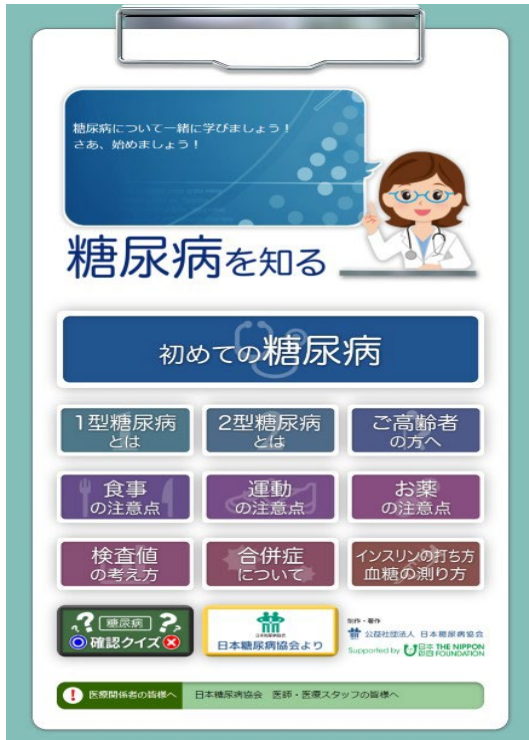 糖尿病について一緒に学びましょう！
さあ、始めましょう！
糖尿病を知る
初めての糖尿病
1型糖尿病
とは
2型糖尿病
とは
ご高齢者
の方へ
食事
の注意点
運動
の注意点
お薬
の注意点
検査値
の考え方
合併症
について
インスリンの打ち方
血糖の測り方
? 糖尿病 ?
確認クイズ
日本糖尿病協会より
制作・著作
公益社団法人 日本糖尿病協会
Supported by 日本財団 THE NIPPON FOUNDATION
! 医療関係者の皆様へ 日本糖尿病協会 医師・医療スタッフの皆様へ